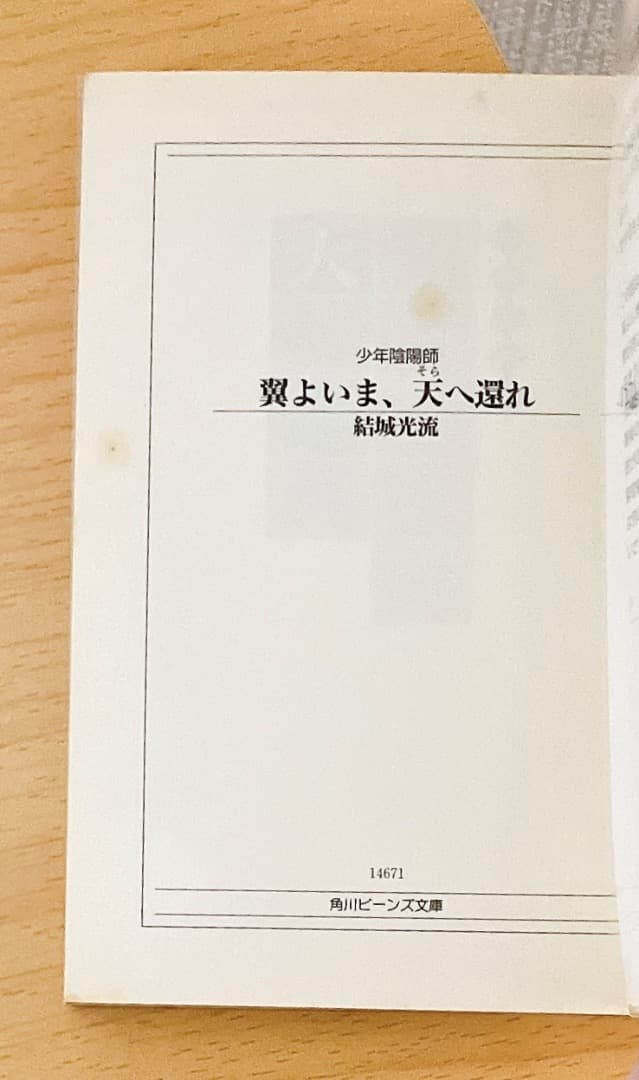 少年陰陽師
そら
翼よいま、天へ還れ
結城光流
14671
角川ビーンズ文庫